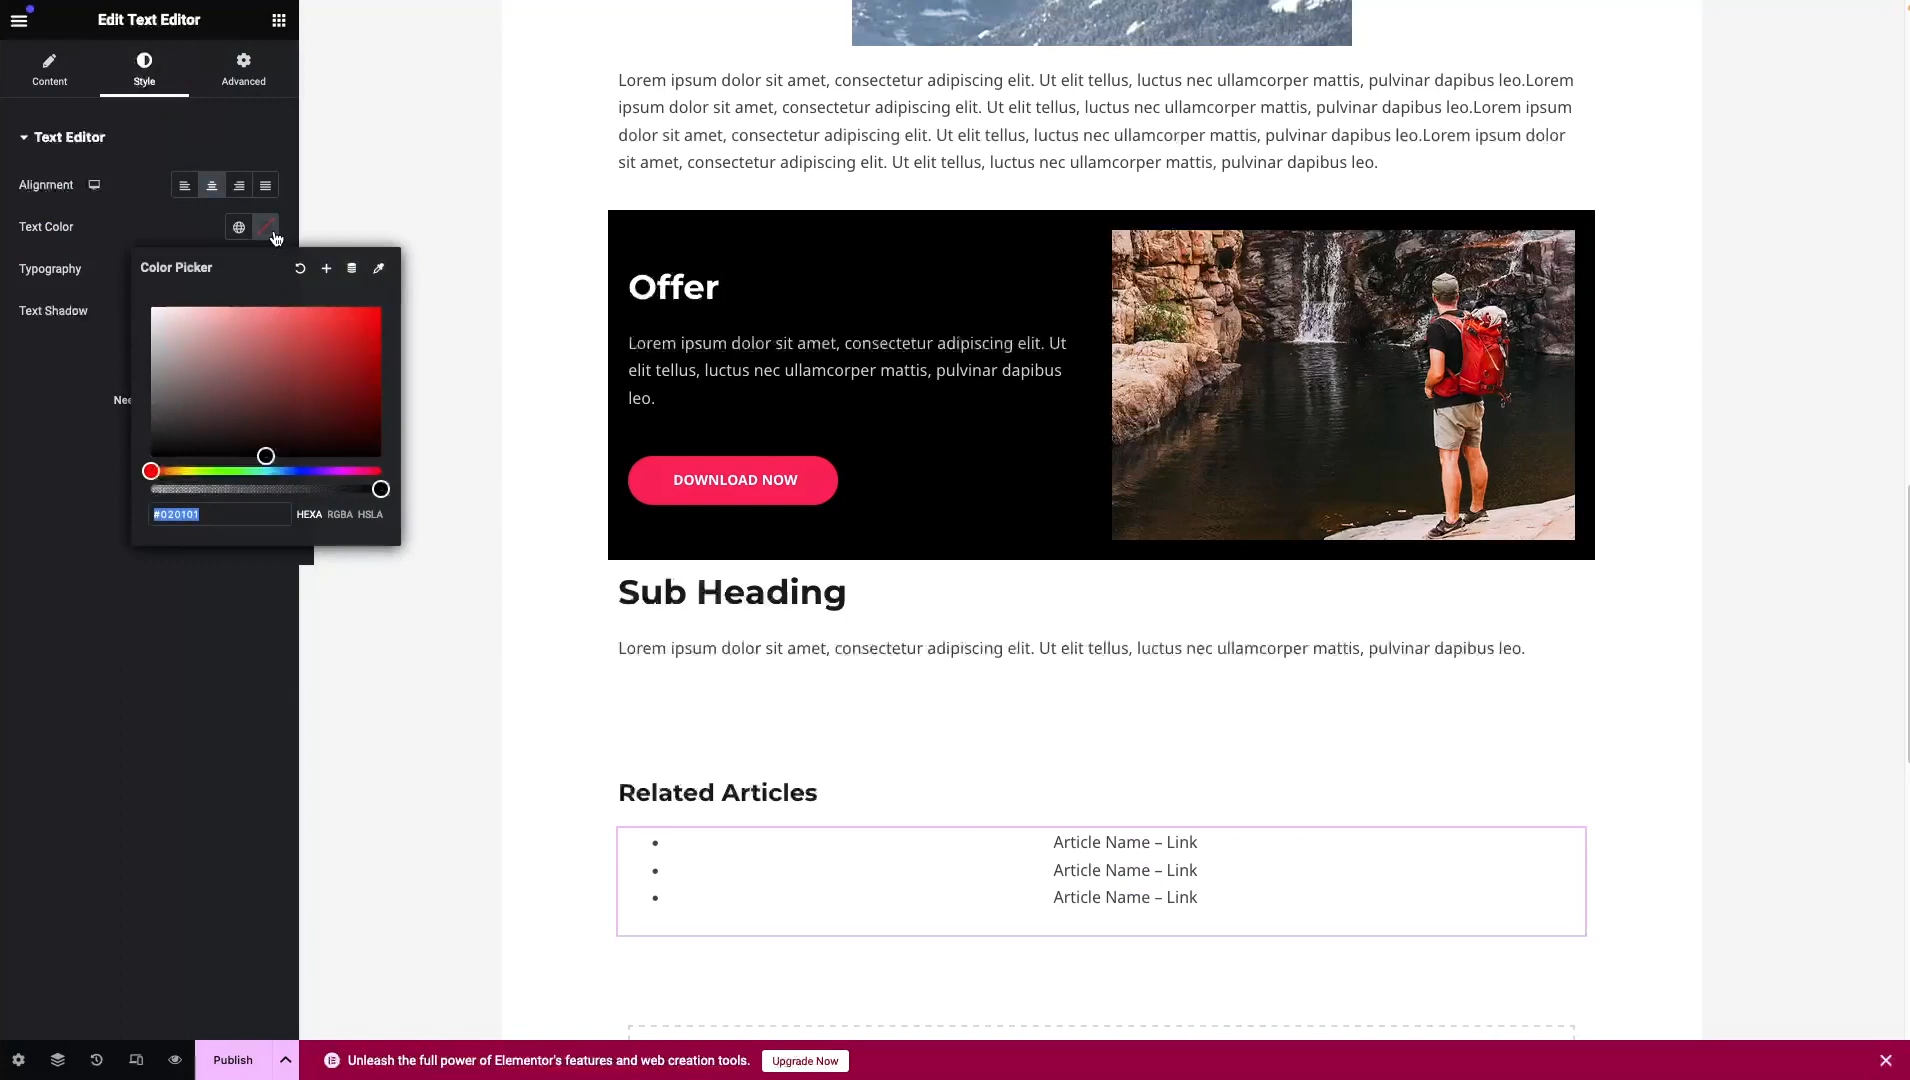 Edit Text Editor
Content
Style
Advanced
Text Editor
Alignment
Text Color
Color Picker
Typography
Text Shadow
Nee
#020101
HEXA RGBA HSLA
Lorem ipsum dolor sit amet, consectetur adipiscing elit. Ut elit tellus, luctus nec ullamcorper mattis, pulvinar dapibus leo.Lorem
ipsum dolor sit amet, consectetur adipiscing elit. Ut elit tellus, luctus nec ullamcorper mattis, pulvinar dapibus leo.Lorem ipsum
dolor sit amet, consectetur adipiscing elit. Ut elit tellus, luctus nec ullamcorper mattis, pulvinar dapibus leo.Lorem ipsum dolor
sit amet, consectetur adipiscing elit. Ut elit tellus, luctus nec ullamcorper mattis, pulvinar dapibus leo.
Offer
Lorem ipsum dolor sit amet, consectetur adipiscing elit. Ut
elit tellus, luctus nec ullamcorper mattis, pulvinar dapibus
leo.
DOWNLOAD NOW
Sub Heading
Lorem ipsum dolor sit amet, consectetur adipiscing elit. Ut elit tellus, luctus nec ullamcorper mattis, pulvinar dapibus leo.
Related Articles
• Article Name – Link
• Article Name – Link
• Article Name – Link
Publish
Unleash the full power of Elementor's features and web creation tools.
Upgrade Now